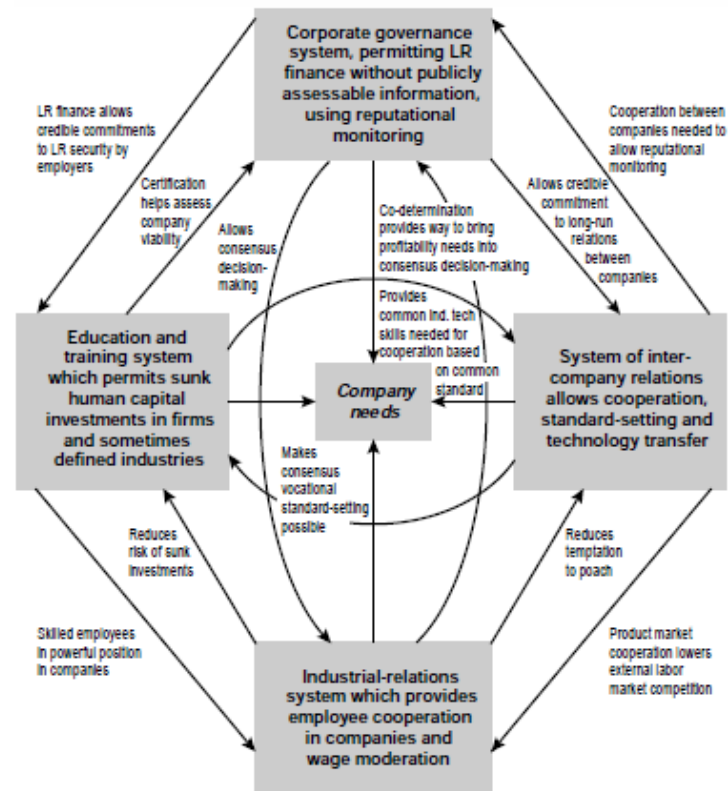 Corporate governance
system, permitting LR
finance without publicly
assessable information,
using reputational
monitoring
LR finance allows
credible commitments
to LR security by
employers
Cooperation between
companies needed to
allow reputational
monitoring
Certification
helps assess
company
viability
Allows
consensus
decision-
making
Co-determination
provides way to bring
profitability needs into
consensus decision-making
Allows credible
commitment
to long-run
relations
between
companies
Provides
common ind. tech
skills needed for
cooperation based
on common
standard
Education and
training system
which permits sunk
human capital
investments in firms
and sometimes
defined industries
Company
needs
System of inter-
company relations
allows cooperation,
standard-setting and
technology transfer
Makes
consensus
vocational
standard-setting
possible
Reduces
risk of sunk
investments
Reduces
temptation
to poach
Skilled employees
in powerful position
in companies
Product market
cooperation lowers
external labor
market competition
Industrial-relations
system which provides
employee cooperation
in companies and
wage moderation